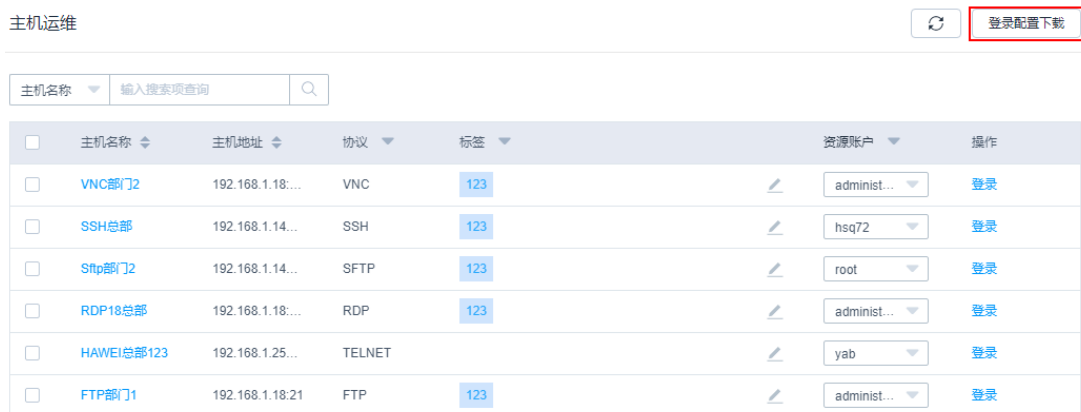 主机运维
登录配置下载
主机名称 输入搜索项查询
主机名称 主机地址 协议 标签 资源账户 操作
VNC部门2 192.168.1.18:... VNC 123 administ... 登录
SSH总部 192.168.1.14... SSH 123 hsq72 登录
Sftp部门2 192.168.1.14... SFTP 123 root 登录
RDP18总部 192.168.1.18:... RDP 123 administ... 登录
HAWEI总部123 192.168.1.25... TELNET yab 登录
FTP部门1 192.168.1.18:21 FTP 123 administ... 登录